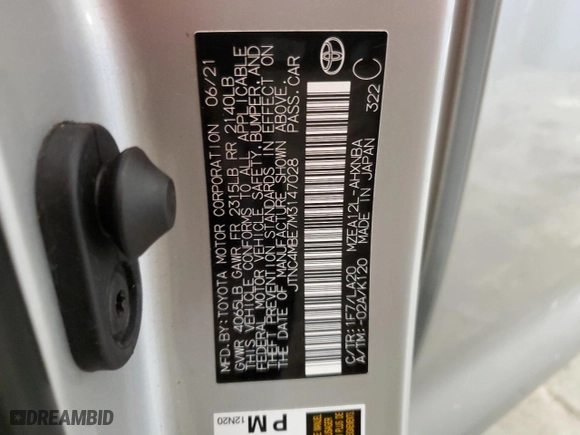 MFD.BY:TOYOTA MOTOR CORPORATION 06/21
GVWR 4065LB GAWR FR 2315LB RR 2140LB
THIS VEHICLE CONFORMS TO ALL APPLICABLE
FEDERAL MOTOR VEHICLE SAFETY,BUMPER,AND
THEFT PREVENTION STANDARDS IN EFFECT ON
THE DATE OF MANUFACTURE SHOWN ABOVE.
JTNC4MBE7M3147028 PASS.CAR
C/TR:1F7/LA20 MZEA12L-AHXNBA
A/TM:-02A/K120 MADE IN JAPAN
322 C
PM
12N20
DREAMBID